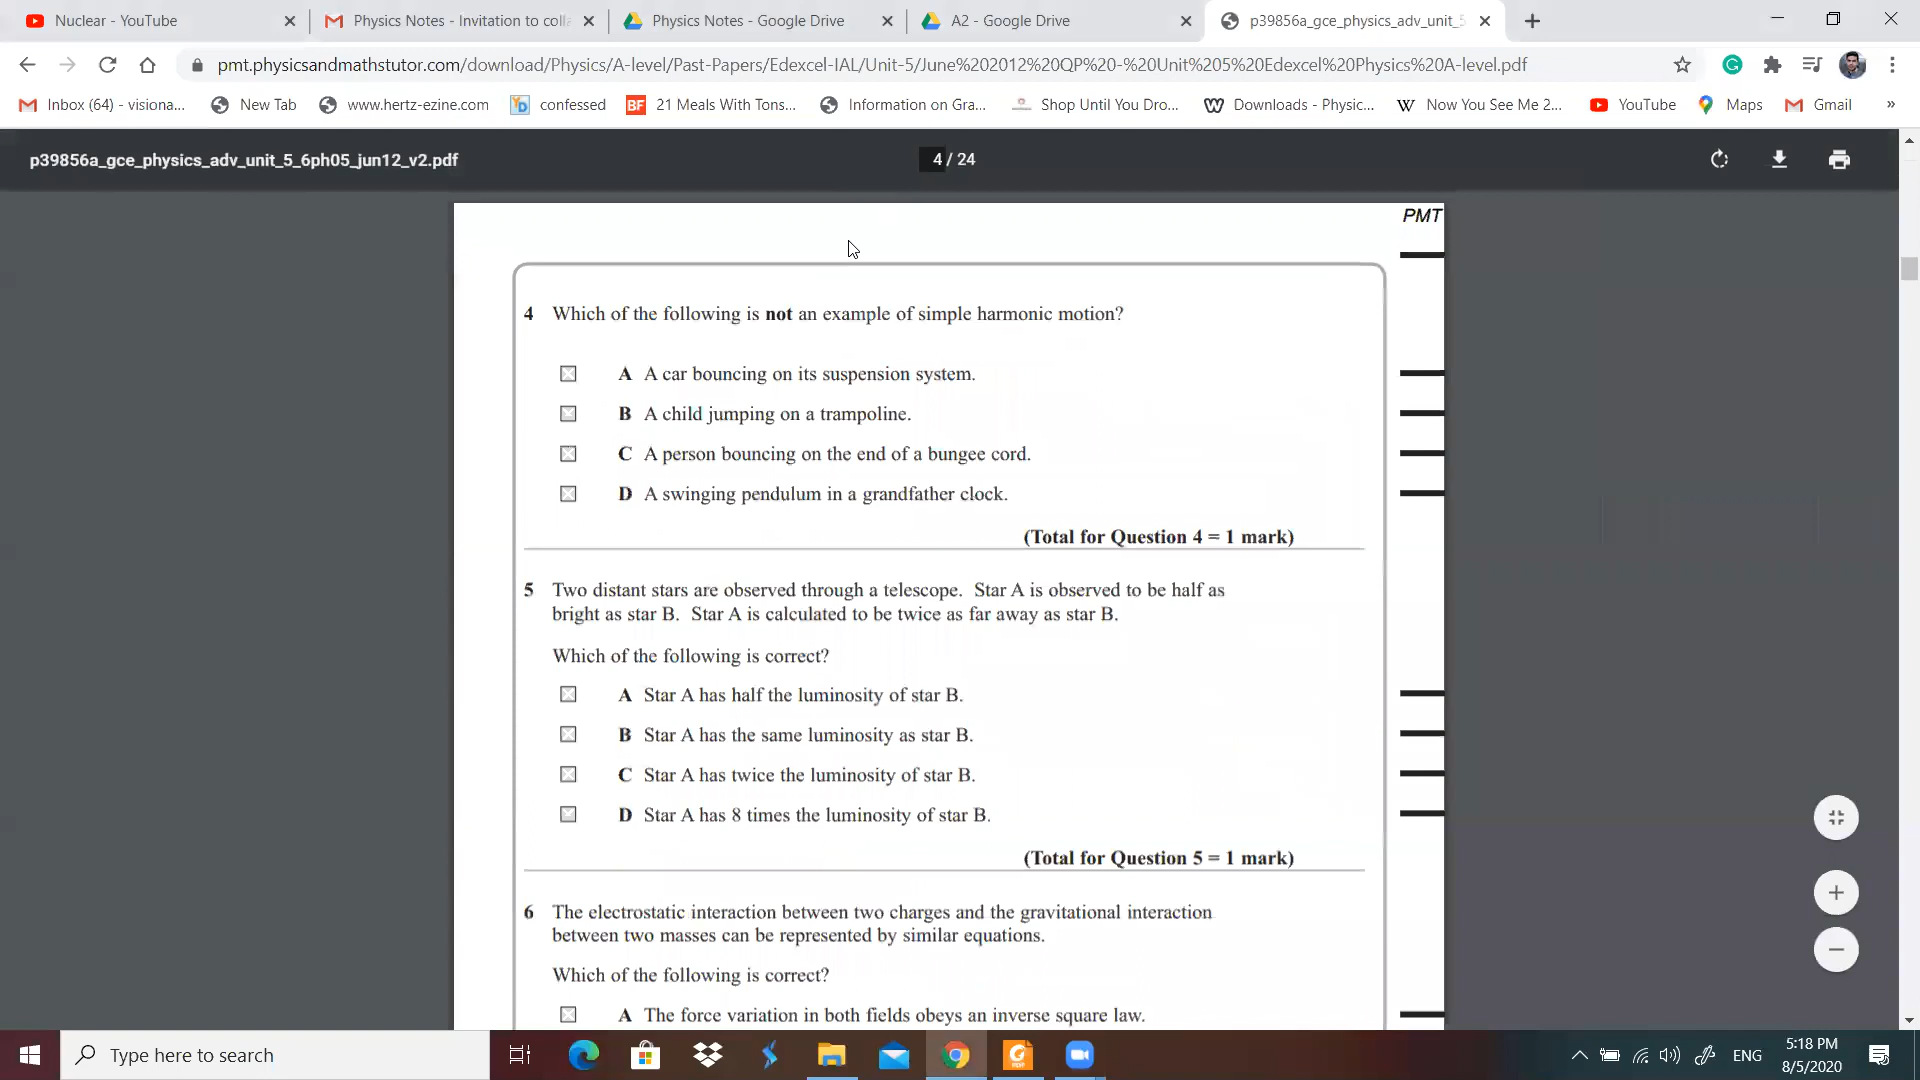 Nuclear - YouTube
Physics Notes - Invitation to coll
Physics Notes - Google Drive
A2 - Google Drive
p39856a_gce_physics_adv_unit_5
pmt.physicsandmathstutor.com/download/Physics/A-level/Past-Papers/Edexcel-IAL/Unit-5/June%202012%20QP%20-%20Unit%205%20Edexcel%20Physics%20A-level.pdf
Inbox (64) - visiona...
New Tab
www.hertz-ezine.com
YD confessed
BF 21 Meals With Tons...
Information on Gra...
Shop Until You Dro...
Downloads - Physic...
W Now You See Me 2...
YouTube
Maps
Gmail
»
p39856a_gce_physics_adv_unit_5_6ph05_jun12_v2.pdf
4 / 24
PMT
4 Which of the following is not an example of simple harmonic motion?
A A car bouncing on its suspension system.
B A child jumping on a trampoline.
C A person bouncing on the end of a bungee cord.
D A swinging pendulum in a grandfather clock.
(Total for Question 4 = 1 mark)
5 Two distant stars are observed through a telescope. Star A is observed to be half as
bright as star B. Star A is calculated to be twice as far away as star B.
Which of the following is correct?
A Star A has half the luminosity of star B.
B Star A has the same luminosity as star B.
C Star A has twice the luminosity of star B.
D Star A has 8 times the luminosity of star B.
(Total for Question 5 = 1 mark)
6 The electrostatic interaction between two charges and the gravitational interaction
between two masses can be represented by similar equations.
Which of the following is correct?
A The force variation in both fields obeys an inverse square law.
Type here to search
ENG
5:18 PM
8/5/2020